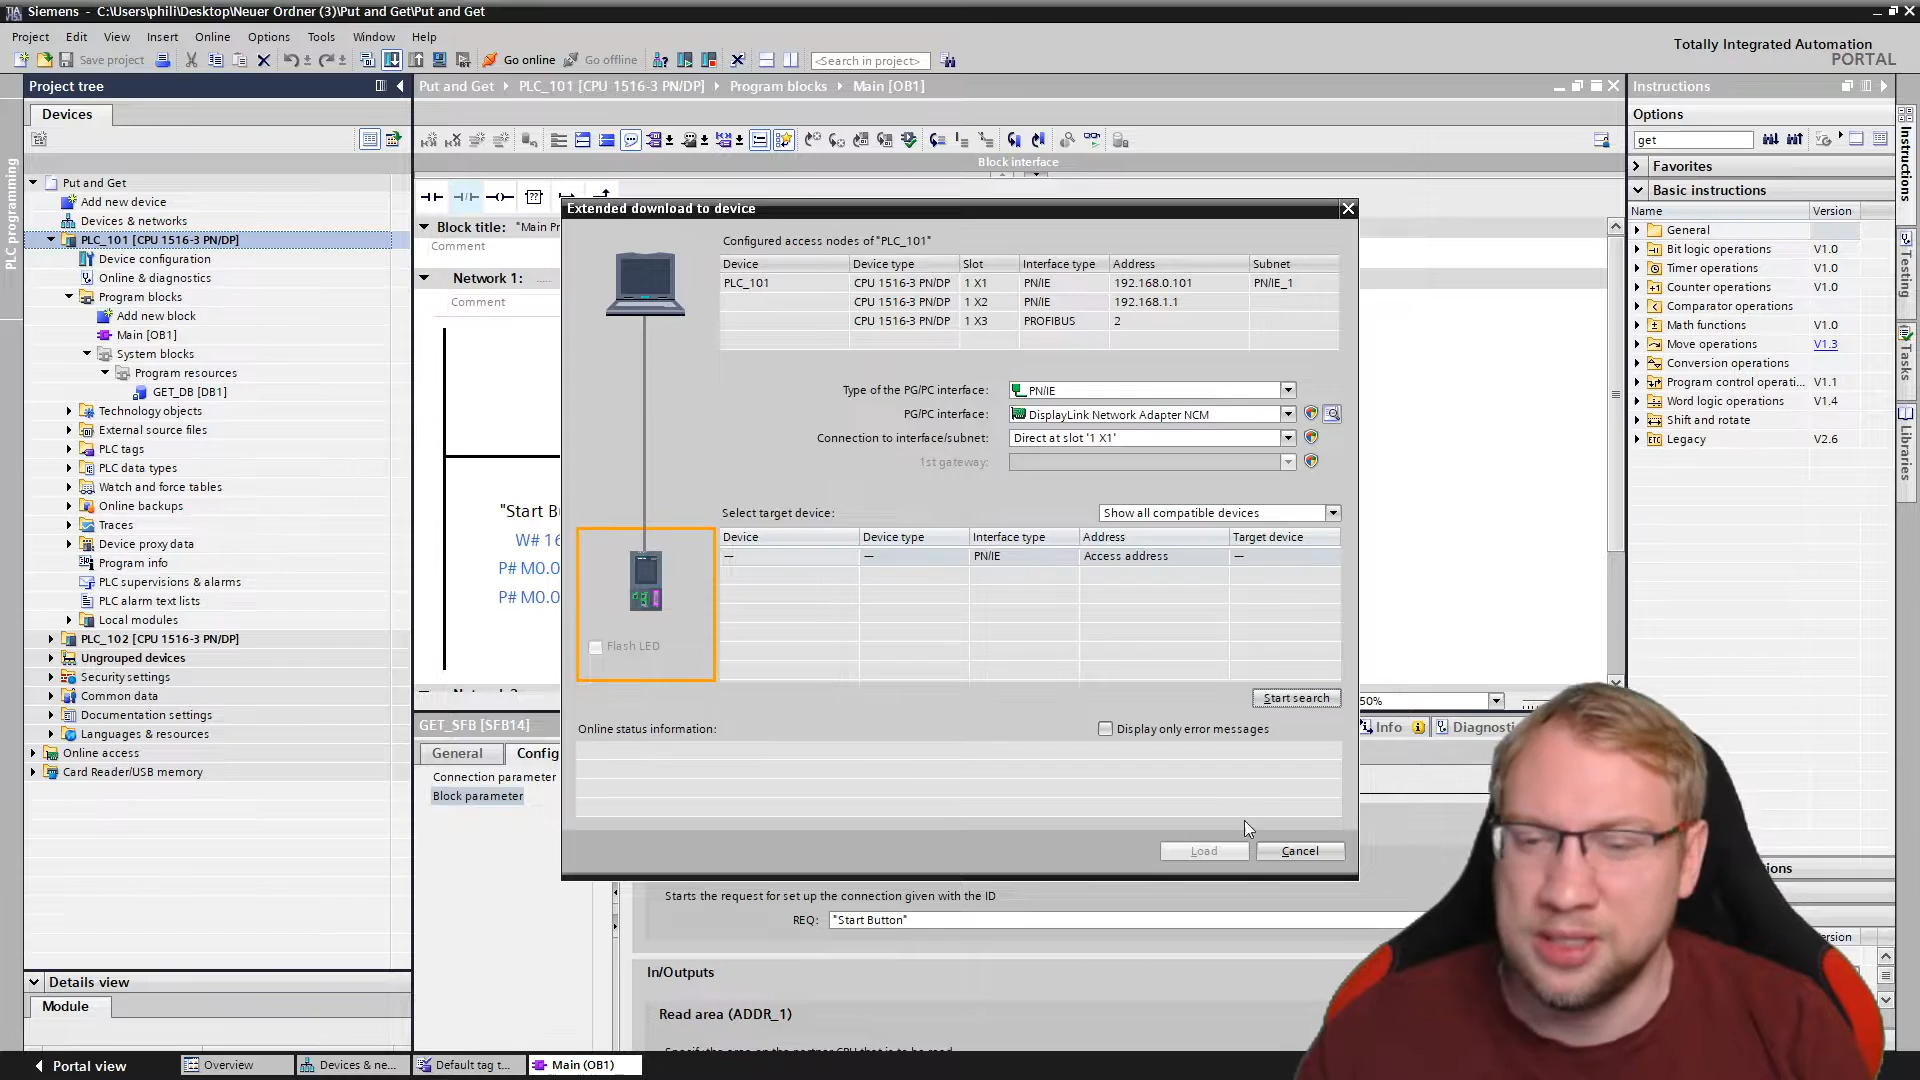 Siemens - C:\Users\phili\Desktop\Neuer Ordner (3)\Put and Get\Put and Get
Project Edit View Insert Online Options Tools Window Help
Totally Integrated Automation
PORTAL
Save project Go online Go offline <Search in project>
Project tree
Devices
PLC programming
Put and Get
Add new device
Devices & networks
PLC_101 [CPU 1516-3 PN/DP]
Device configuration
Online & diagnostics
Program blocks
Add new block
Main [OB1]
System blocks
Program resources
GET_DB [DB1]
Technology objects
External source files
PLC tags
PLC data types
Watch and force tables
Online backups
Traces
Device proxy data
Program info
PLC supervisions & alarms
PLC alarm text lists
Local modules
PLC_102 [CPU 1516-3 PN/DP]
Ungrouped devices
Security settings
Common data
Documentation settings
Languages & resources
Online access
Card Reader/USB memory
Details view
Module
Put and Get PLC_101 [CPU 1516-3 PN/DP] Program blocks Main [OB1]
Block interface
Block title: "Main Pr
Comment
Network 1:
Comment
"Start B
W# 16
P# M0.0
P# M0.0
GET_SFB [SFB14]
General Config
Connection parameter
Block parameter
Extended download to device
Configured access nodes of "PLC_101"
Device Device type Slot Interface type Address Subnet
PLC_101 CPU 1516-3 PN/DP 1 X1 PN/IE 192.168.0.101 PN/IE_1
CPU 1516-3 PN/DP 1 X2 PN/IE 192.168.1.1
CPU 1516-3 PN/DP 1 X3 PROFIBUS 2
Type of the PG/PC interface: PN/IE
PG/PC interface: DisplayLink Network Adapter NCM
Connection to interface/subnet: Direct at slot '1 X1'
1st gateway:
Select target device: Show all compatible devices
Device Device type Interface type Address Target device
— — PN/IE Access address —
Flash LED
Start search
Online status information: Display only error messages
Load Cancel
50%
Info Diagnosti
Starts the request for set up the connection given with the ID
REQ: "Start Button"
In/Outputs
Read area (ADDR_1)
Instructions
Options
get
Favorites
Basic instructions
Name Version
General
Bit logic operations V1.0
Timer operations V1.0
Counter operations V1.0
Comparator operations
Math functions V1.0
Move operations V1.3
Conversion operations
Program control operati... V1.1
Word logic operations V1.4
Shift and rotate
Legacy V2.6
Instructions
Testing
Tasks
Libraries
ions
ersion
Portal view Overview Devices & ne... Default tag t... Main (OB1)